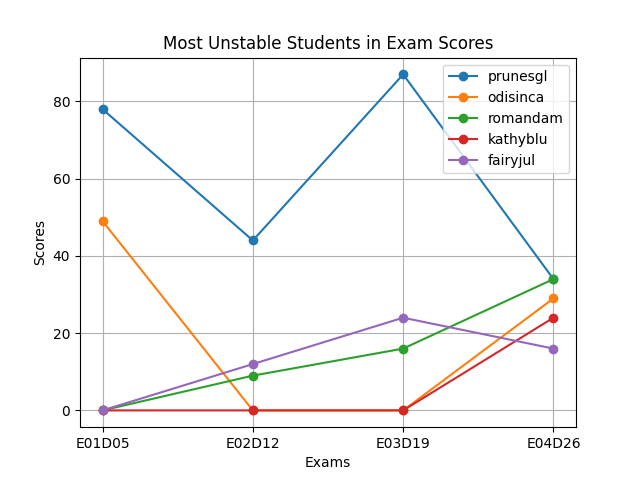 Most Unstable Students in Exam Scores
prunesgl
odisinca
romandam
kathyblu
fairyjul
Scores
80
60
40
20
0
E01D05 E02D12 E03D19 E04D26
Exams